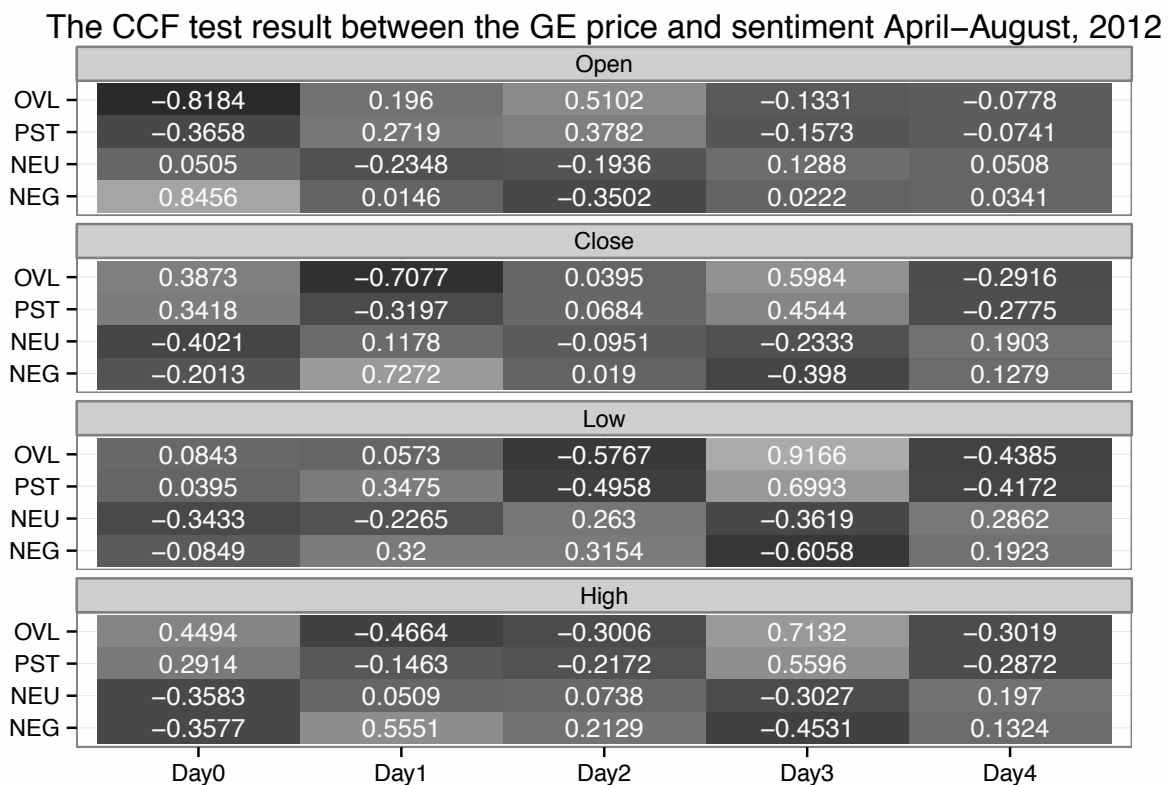 The CCF test result between the GE price and sentiment April−August, 2012
Open
OVL −0.8184 0.196 0.5102 −0.1331 −0.0778
PST −0.3658 0.2719 0.3782 −0.1573 −0.0741
NEU 0.0505 −0.2348 −0.1936 0.1288 0.0508
NEG 0.8456 0.0146 −0.3502 0.0222 0.0341
Close
OVL 0.3873 −0.7077 0.0395 0.5984 −0.2916
PST 0.3418 −0.3197 0.0684 0.4544 −0.2775
NEU −0.4021 0.1178 −0.0951 −0.2333 0.1903
NEG −0.2013 0.7272 0.019 −0.398 0.1279
Low
OVL 0.0843 0.0573 −0.5767 0.9166 −0.4385
PST 0.0395 0.3475 −0.4958 0.6993 −0.4172
NEU −0.3433 −0.2265 0.263 −0.3619 0.2862
NEG −0.0849 0.32 0.3154 −0.6058 0.1923
High
OVL 0.4494 −0.4664 −0.3006 0.7132 −0.3019
PST 0.2914 −0.1463 −0.2172 0.5596 −0.2872
NEU −0.3583 0.0509 0.0738 −0.3027 0.197
NEG −0.3577 0.5551 0.2129 −0.4531 0.1324
Day0 Day1 Day2 Day3 Day4